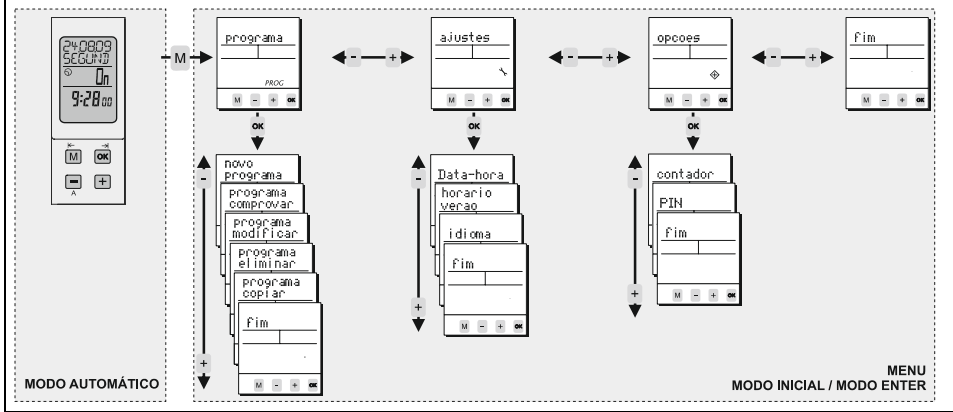 24:08:09
SEGUND
On
9:28 00
M
OK
-
+
A
MODO AUTOMÁTICO
M
programa
PROG
M - + OK
- +
ajustes
M - + OK
- +
opcoes
M - + OK
- +
fim
M - + OK
OK
-
+
novo
programa
programa
comprovar
programa
modificar
programa
eliminar
programa
copiar
fim
M - + OK
OK
-
+
Data-hora
horario
verao
idioma
fim
M - + OK
OK
-
+
contador
PIN
fim
M - + OK
MENU
MODO INICIAL / MODO ENTER